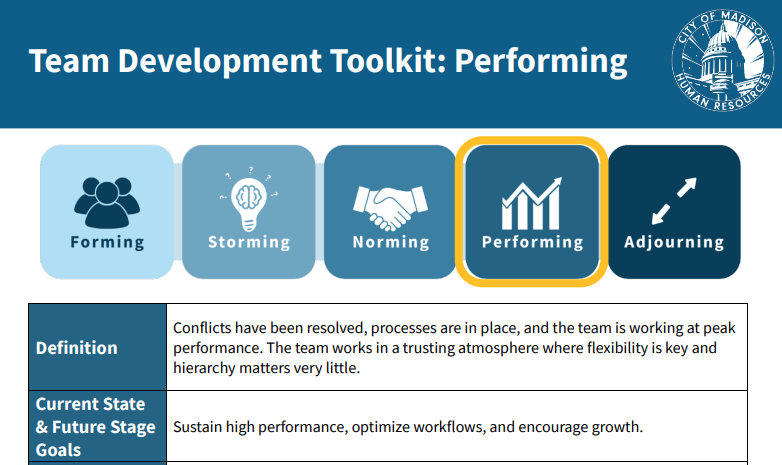 Team Development Toolkit: Performing
CITY OF MADISON
HUMAN RESOURCES
? ? ? ? ?
Forming
Storming
Norming
Performing
Adjourning
Definition
Conflicts have been resolved, processes are in place, and the team is working at peak
performance. The team works in a trusting atmosphere where flexibility is key and
hierarchy matters very little.
Current State
& Future Stage
Goals
Sustain high performance, optimize workflows, and encourage growth.